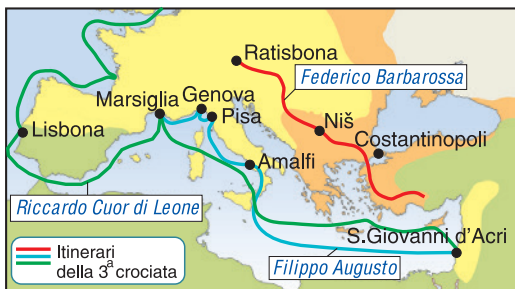 Ratisbona
Federico Barbarossa
Genova
Marsiglia
Pisa
Niš
Lisbona
Costantinopoli
Amalfi
Riccardo Cuor di Leone
S.Giovanni d'Acri
Itinerari
della 3ª crociata
Filippo Augusto